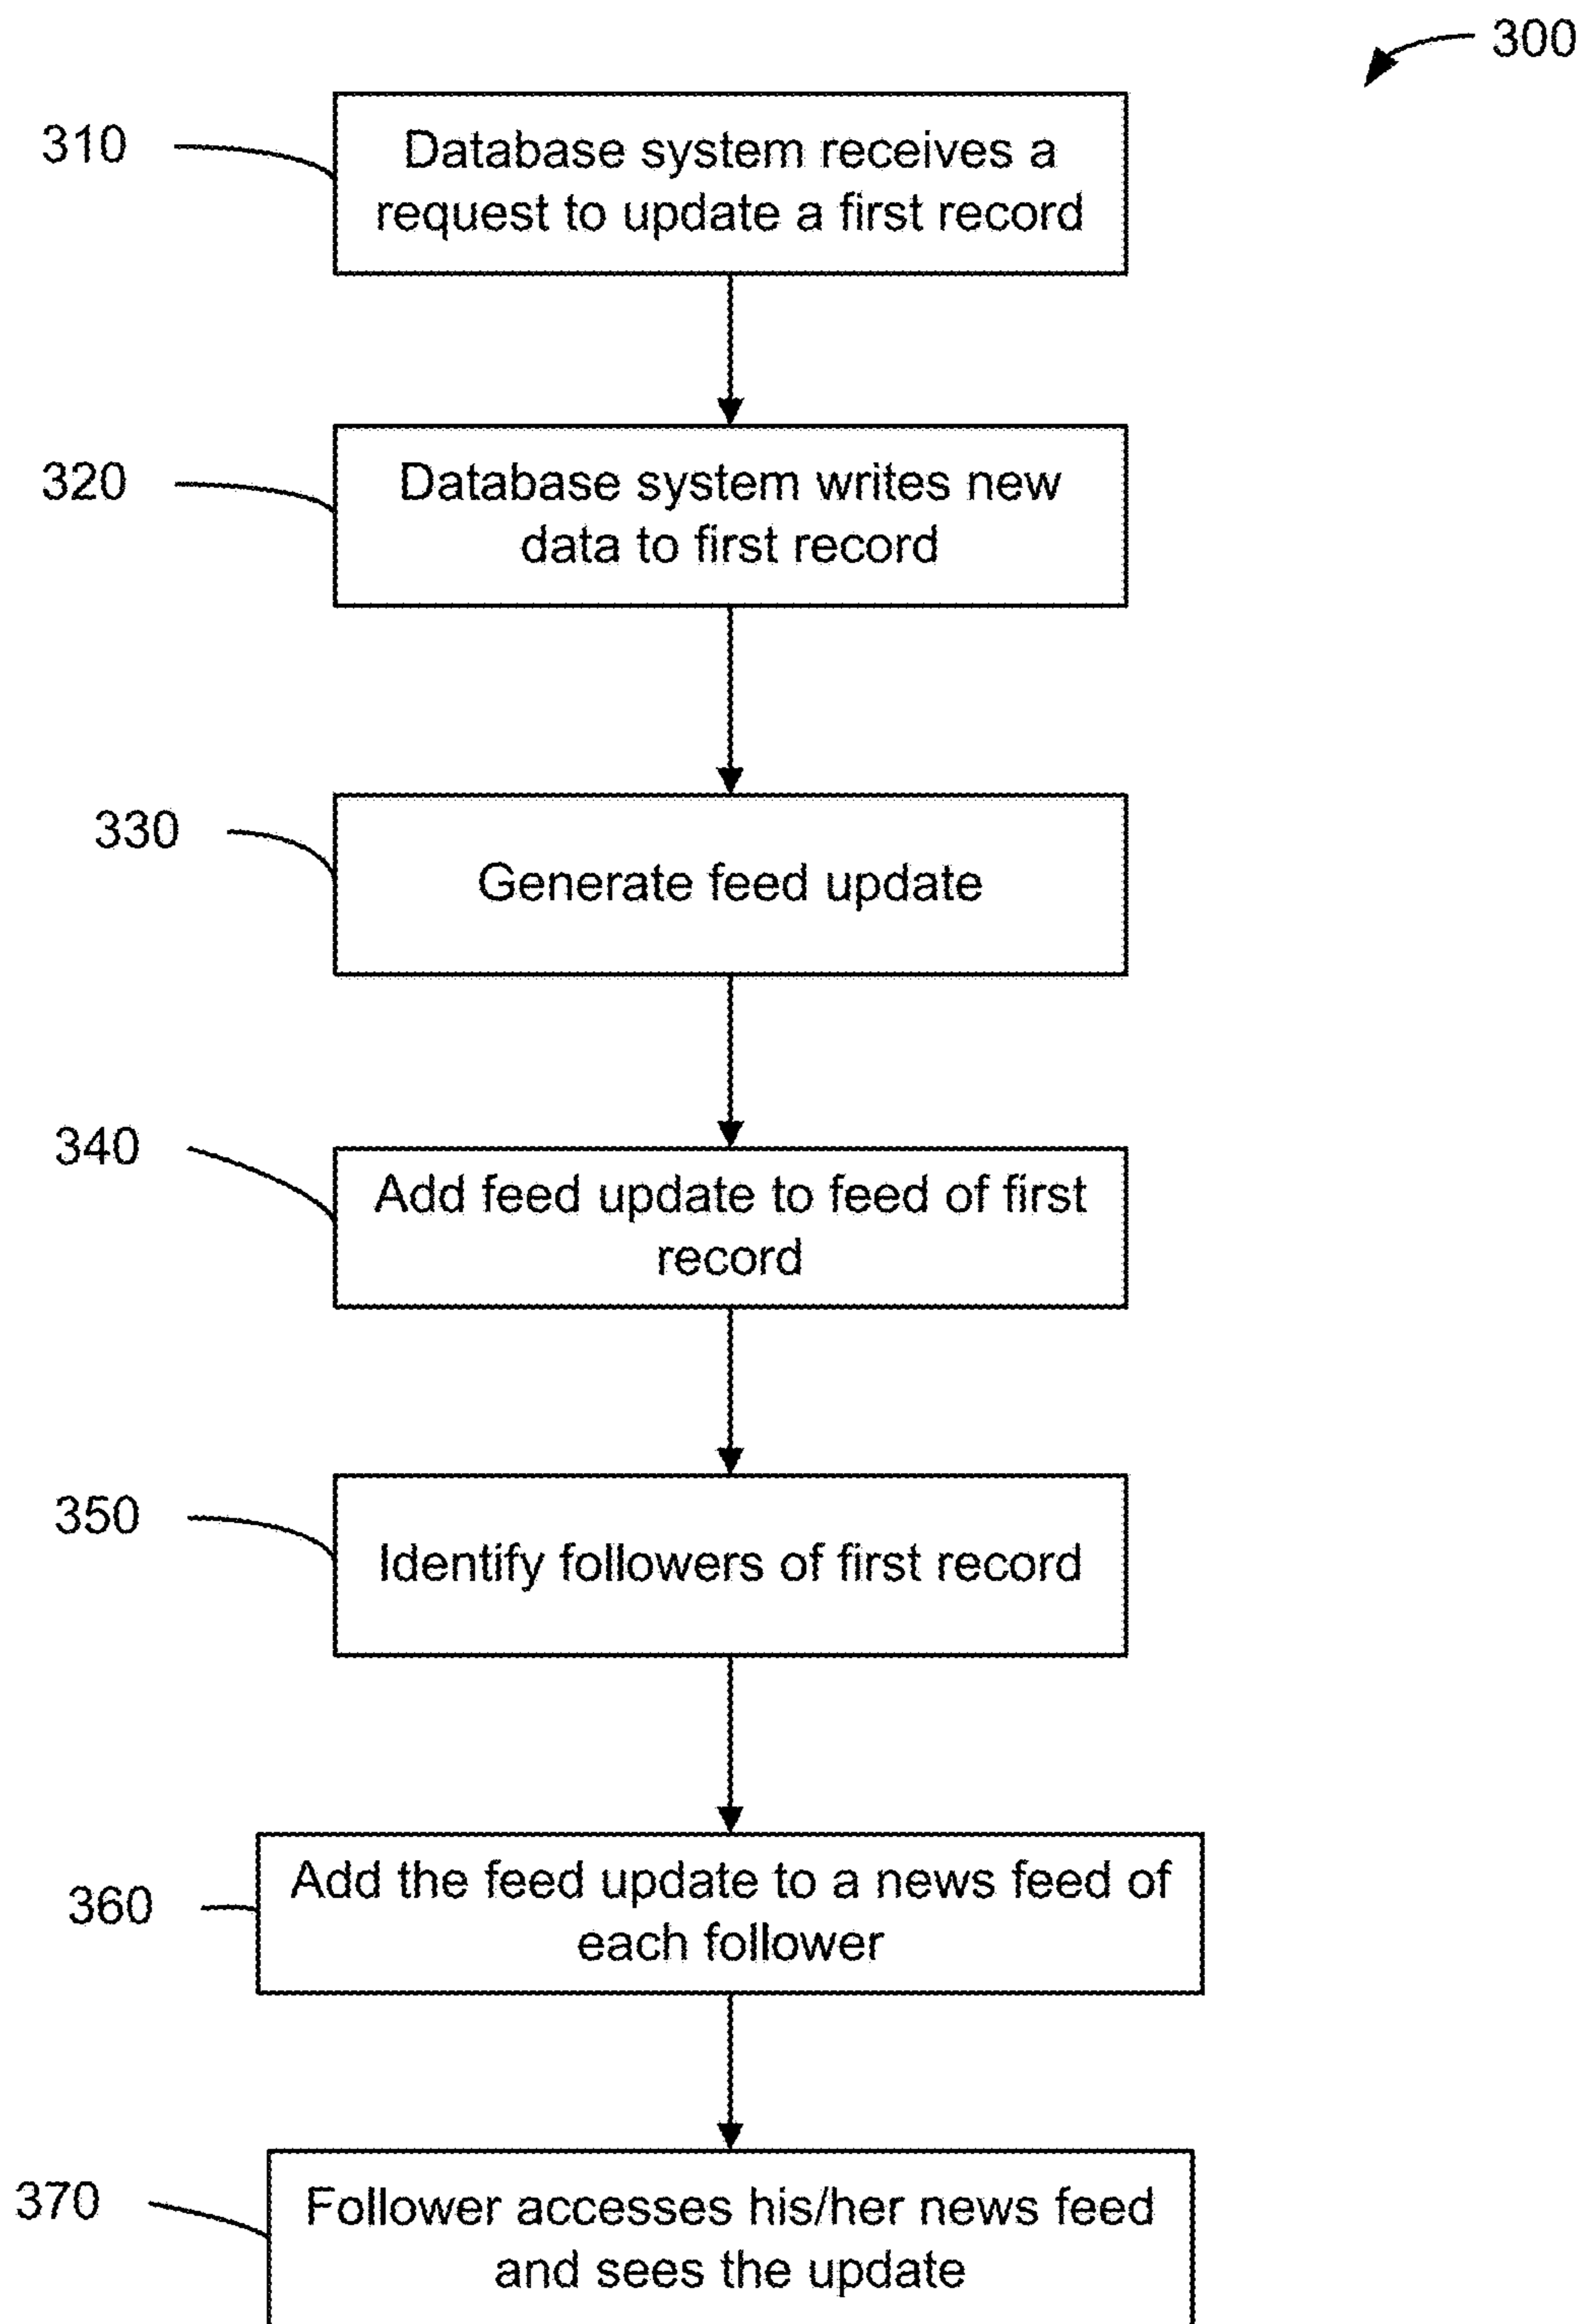 300
310
Database system receives a
request to update a first record
320
Database system writes new
data to first record
330
Generate feed update
340
Add feed update to feed of first
record
350
Identify followers of first record
360
Add the feed update to a news feed of
each follower
370
Follower accesses his/her news feed
and sees the update